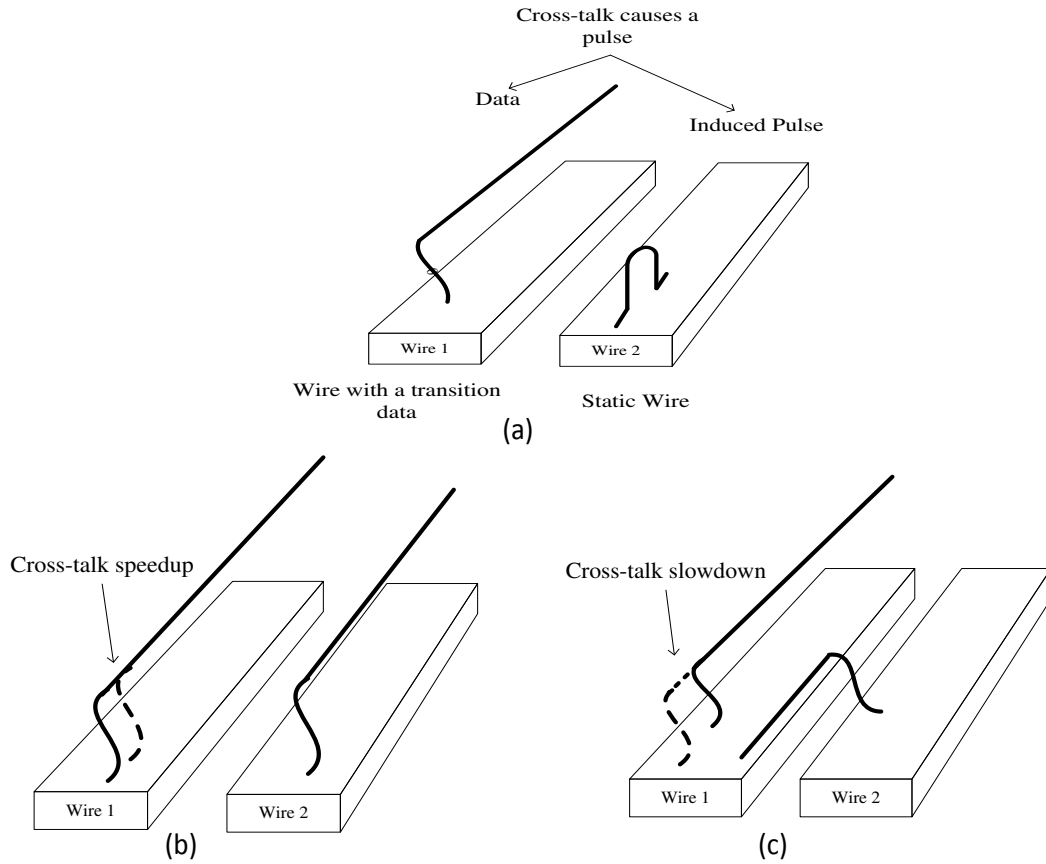 Cross-talk causes a
pulse
Data
Induced Pulse
Wire 1
Wire 2
Wire with a transition
data
Static Wire
(a)
Cross-talk speedup
Wire 1
Wire 2
(b)
Cross-talk slowdown
Wire 1
Wire 2
(c)